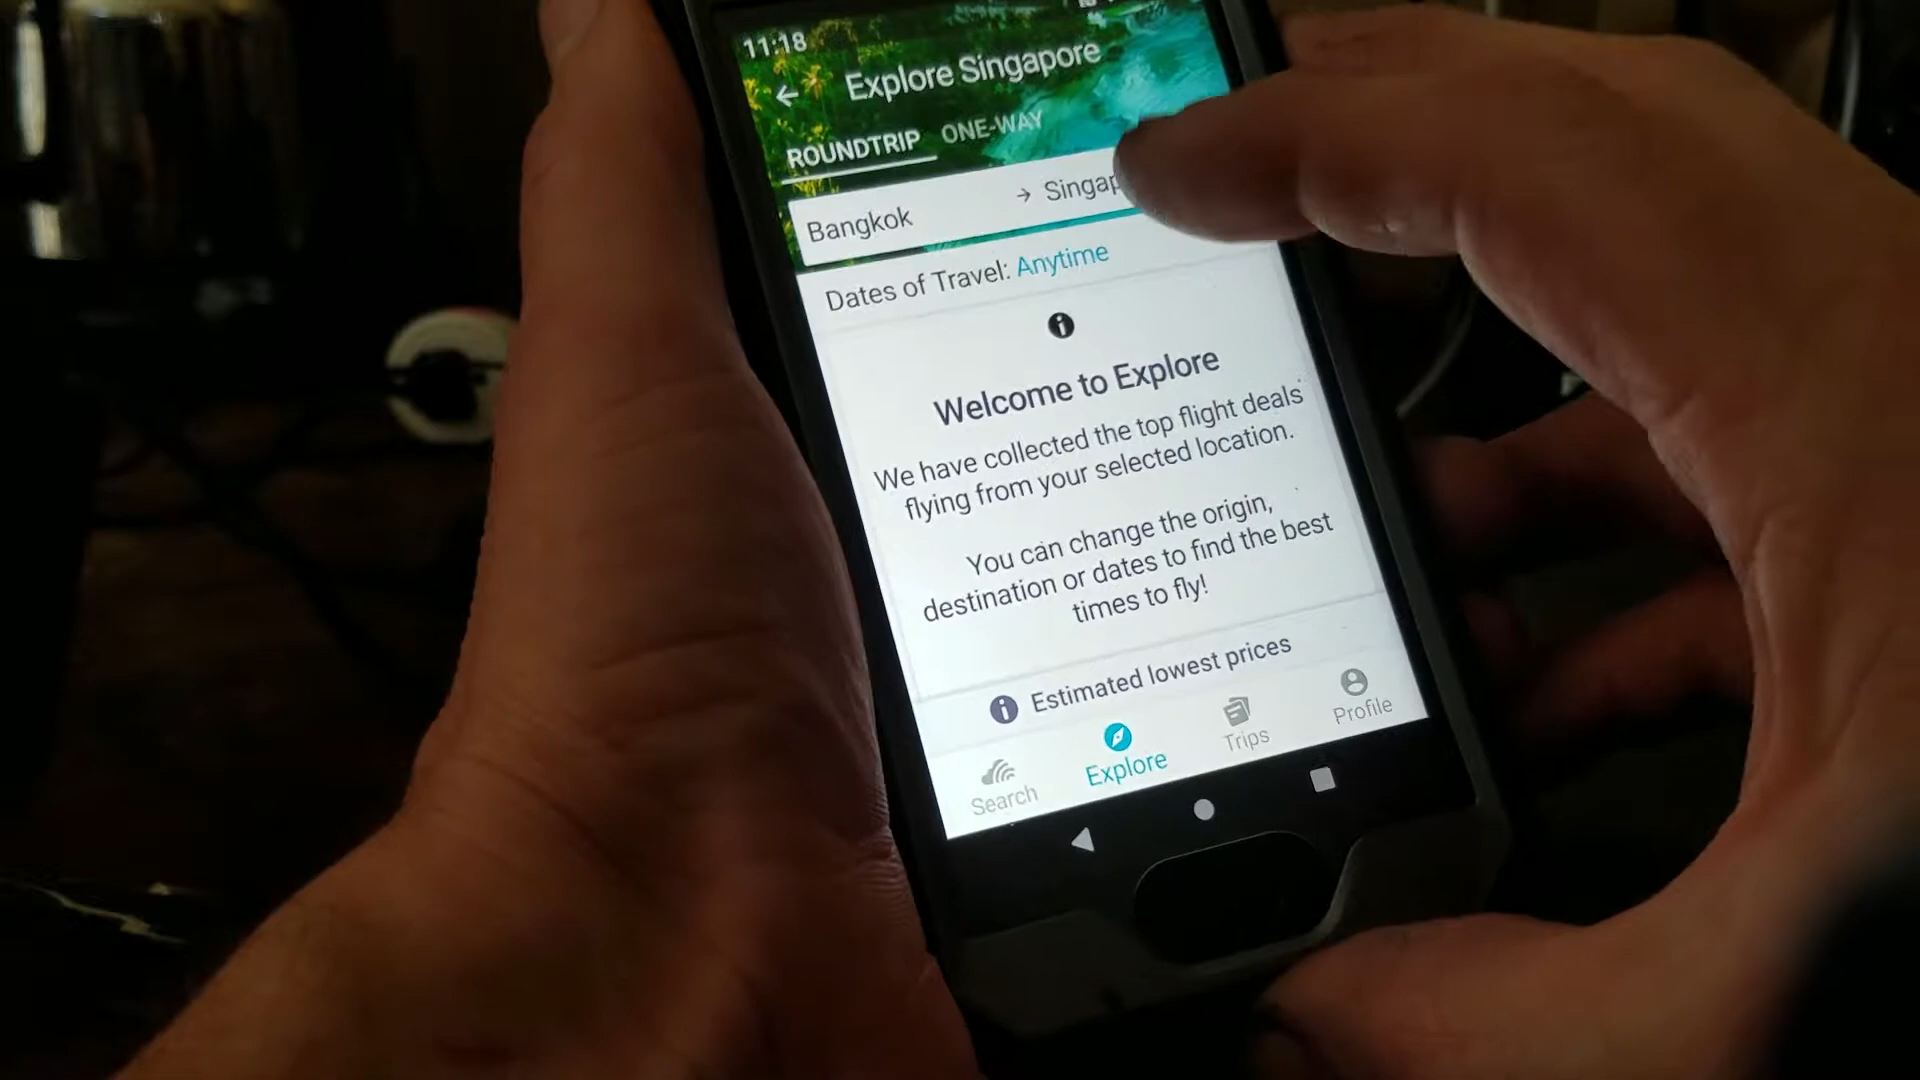 11:18
Explore Singapore
ROUNDTRIP ONE-WAY
Bangkok → Singap
Dates of Travel: Anytime
Welcome to Explore
We have collected the top flight deals
flying from your selected location.
You can change the origin,
destination or dates to find the best
times to fly!
Estimated lowest prices
Search Explore Trips Profile